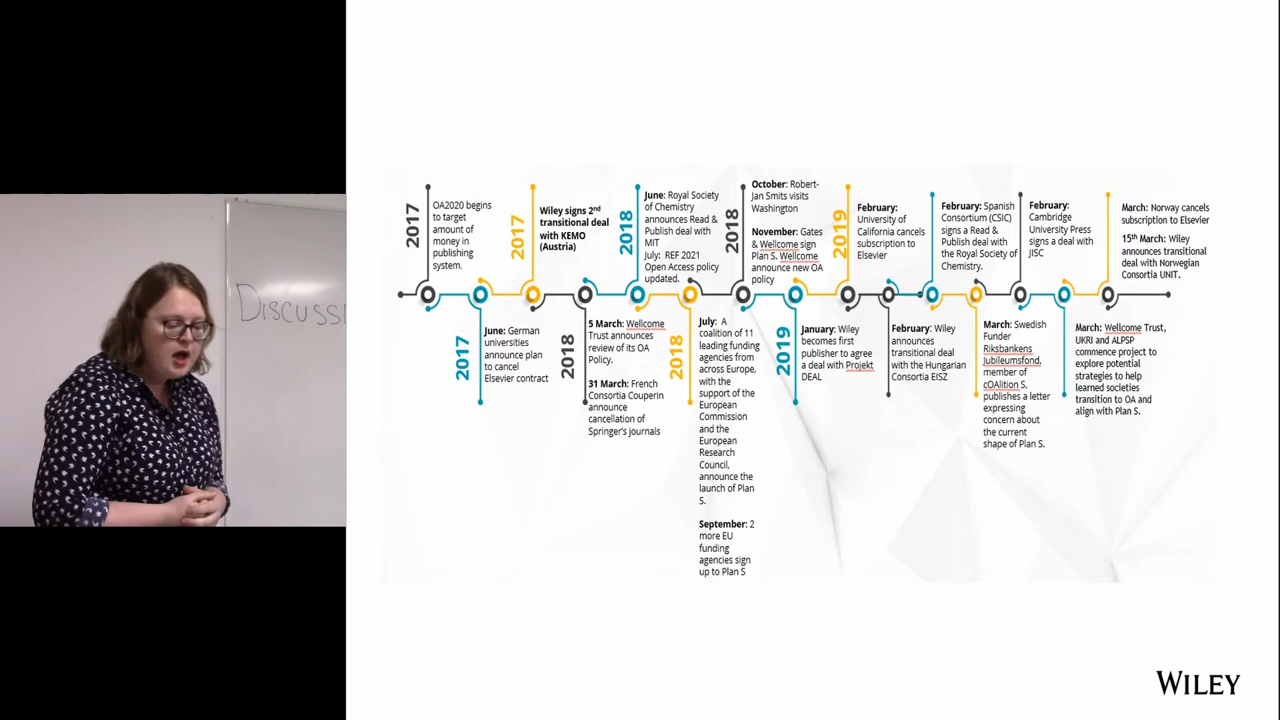 DISCUSSI
2017
OA2020 begins
to target
amount of
money in
publishing
system.
2017
June: German
universities
announce plan
to cancel
Elsevier contract
2017
Wiley signs 2nd
transitional deal
with KEMO
(Austria)
2018
5 March: Wellcome
Trust announces
review of its OA
Policy.
31 March: French
Consortia Couperin
announce
cancellation of
Springer's journals
2018
June: Royal Society
of Chemistry
announces Read &
Publish deal with
MIT
July: REF 2021
Open Access policy
updated.
2018
July: A
coalition of 11
leading funding
agencies from
across Europe,
with the
support of the
European
Commission
and the
European
Research
Council,
announce the
launch of Plan
S.
September: 2
more EU
funding
agencies sign
up to Plan S
2018
October: Robert-
Jan Smits visits
Washington
November: Gates
& Wellcome sign
Plan S. Wellcome
announce new OA
policy
2019
January: Wiley
becomes first
publisher to agree
a deal with Projekt
DEAL
2019
February:
University of
California cancels
subscription to
Elsevier
February: Wiley
announces
transitional deal
with the Hungarian
Consortia EISZ
February: Spanish
Consortium (CSIC)
signs a Read &
Publish deal with
the Royal Society of
Chemistry.
March: Swedish
Funder
Riksbankens
Jubileumsfond,
member of
cOAlition S,
publishes a letter
expressing
concern about
the current
shape of Plan S.
February:
Cambridge
University Press
signs a deal with
JISC
March: Wellcome Trust,
UKRI and ALPSP
commence project to
explore potential
strategies to help
learned societies
transition to OA and
align with Plan S.
March: Norway cancels
subscription to Elsevier
15th March: Wiley
announces transitional
deal with Norwegian
Consortia UNIT.
WILEY